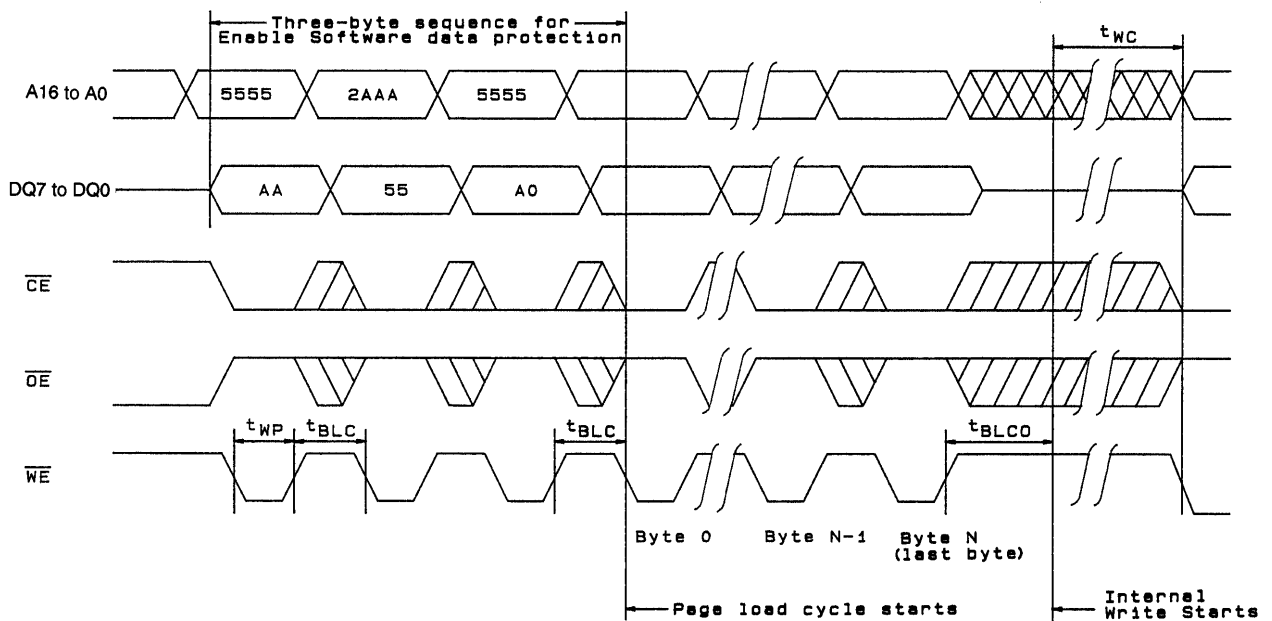 Three-byte sequence for
Enable Software data protection
tWC
A16 to A0
5555
2AAA
5555
DQ7 to DQ0
AA
55
A0
CE
OE
tWP
tBLC
tBLC
tBLCO
WE
Byte 0
Byte N-1
Byte N
(last byte)
Page load cycle starts
Internal
Write Starts